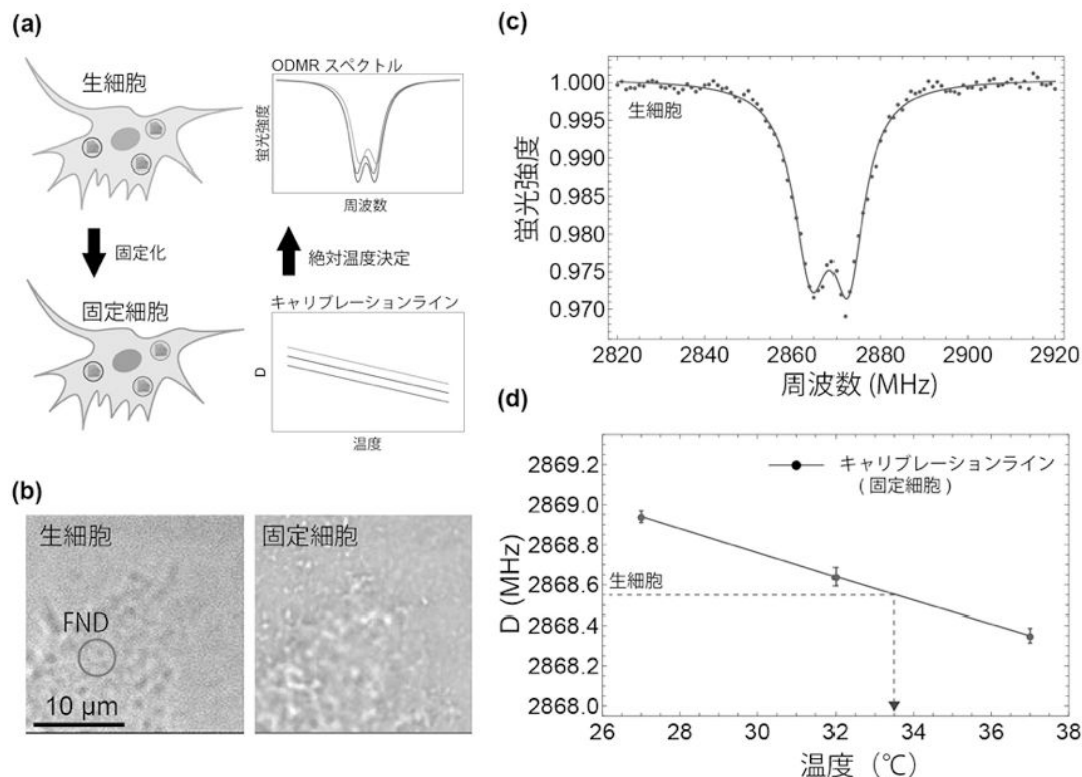 (a)
生細胞
ODMR スペクトル
蛍光強度
周波数
固定化
絶対温度決定
固定細胞
キャリブレーションライン
D
温度
(b)
生細胞
FND
10 μm
固定細胞
(c)
生細胞
蛍光強度
1.000
0.995
0.990
0.985
0.980
0.975
0.970
2820 2840 2860 2880 2900 2920
周波数 (MHz)
(d)
キャリブレーションライン
( 固定細胞 )
生細胞
D (MHz)
2869.2
2869.0
2868.8
2868.6
2868.4
2868.2
2868.0
26 28 30 32 34 36 38
温度 （℃）